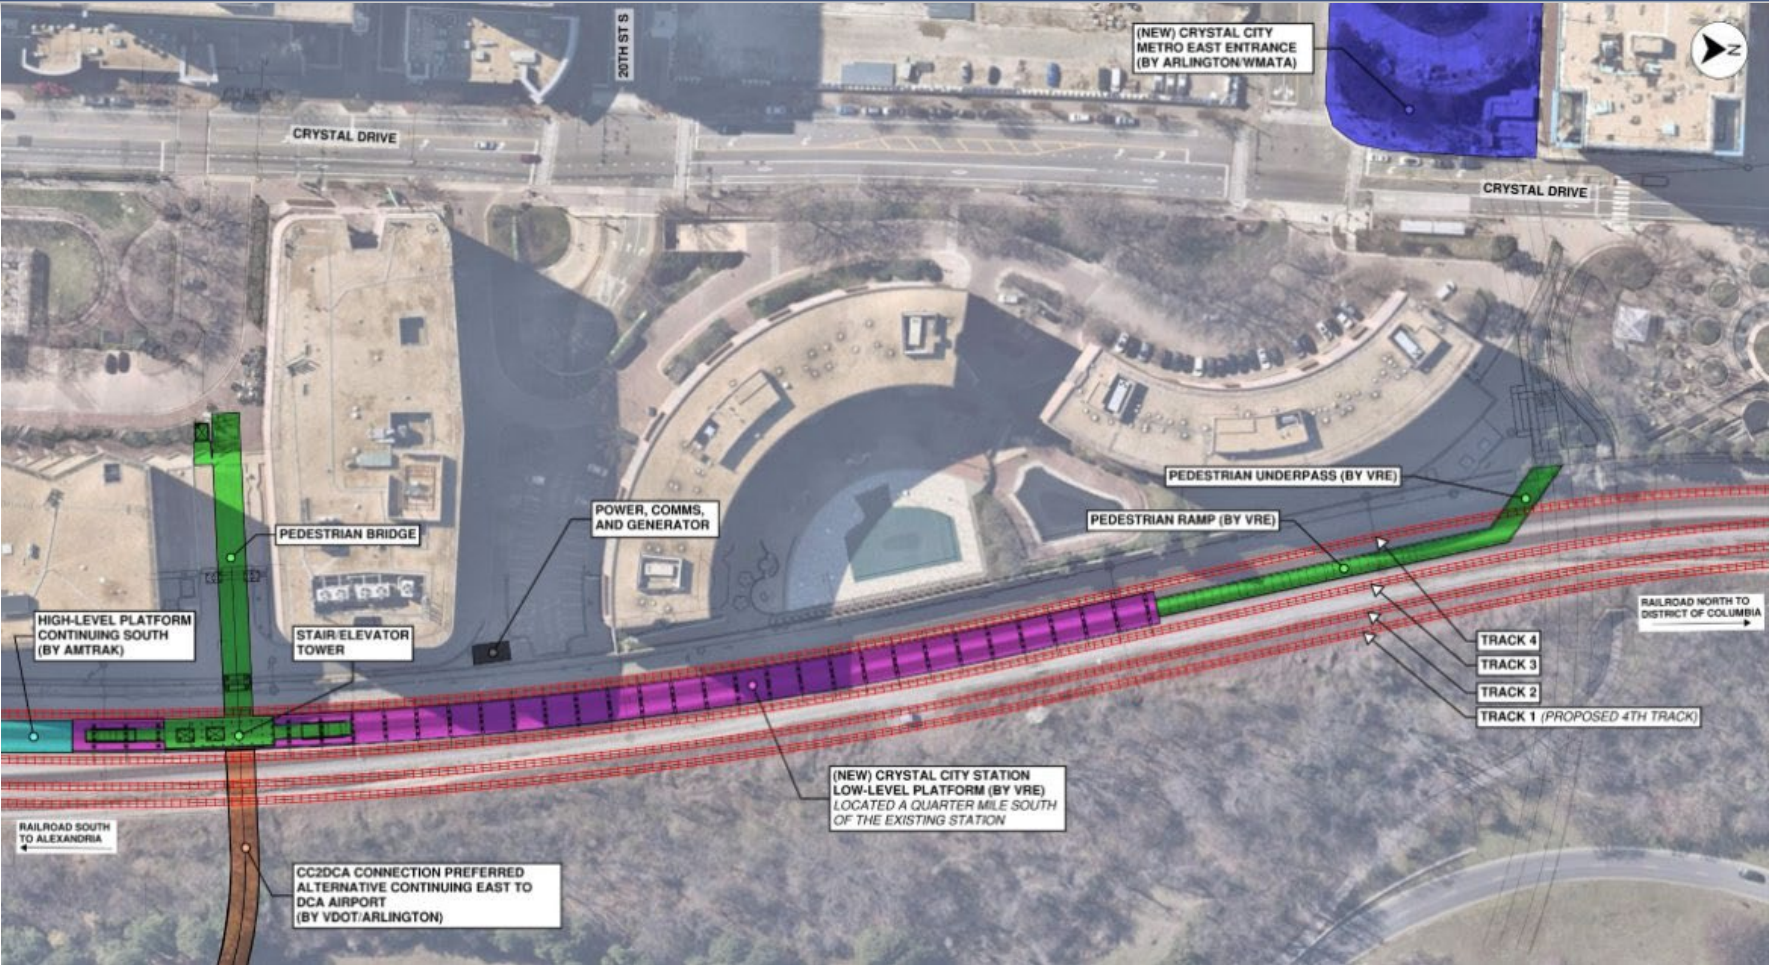 20TH ST S
(NEW) CRYSTAL CITY
METRO EAST ENTRANCE
(BY ARLINGTON/WMATA)
N
CRYSTAL DRIVE
CRYSTAL DRIVE
PEDESTRIAN UNDERPASS (BY VRE)
POWER, COMMS,
AND GENERATOR
PEDESTRIAN RAMP (BY VRE)
PEDESTRIAN BRIDGE
HIGH-LEVEL PLATFORM
CONTINUING SOUTH
(BY AMTRAK)
STAIR/ELEVATOR
TOWER
RAILROAD NORTH TO
DISTRICT OF COLUMBIA
TRACK 4
TRACK 3
TRACK 2
TRACK 1 (PROPOSED 4TH TRACK)
(NEW) CRYSTAL CITY STATION
LOW-LEVEL PLATFORM (BY VRE)
LOCATED A QUARTER MILE SOUTH
OF THE EXISTING STATION
RAILROAD SOUTH
TO ALEXANDRIA
CC2DCA CONNECTION PREFERRED
ALTERNATIVE CONTINUING EAST TO
DCA AIRPORT
(BY VDOT/ARLINGTON)